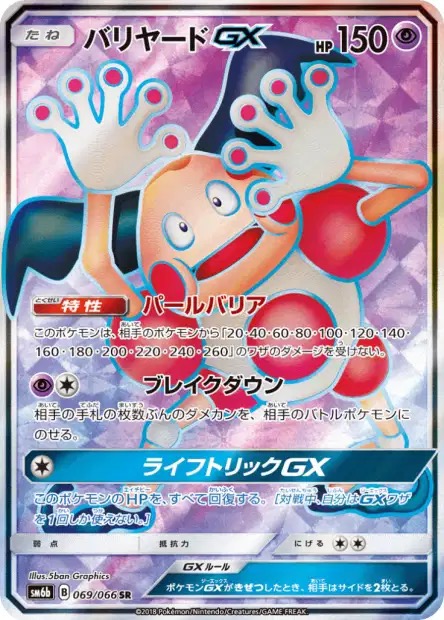 たね バリヤードGX HP 150
とくせい
特性 パールバリア
このポケモンは、相手のポケモンから「20・40・60・80・100・120・140・
160・180・200・220・240・260」のワザのダメージを受けない。
ブレイクダウン
相手の手札の枚数ぶんのダメカンを、相手のバトルポケモンに
のせる。
ライフトリックGX
このポケモンのHPを、すべて回復する。[対戦中、自分はGXワザ
を1回しか使えない。]
弱点 抵抗力 にげる
Illus.5ban Graphics
GXルール
sm6b B 069/066 SR ポケモンGXがきぜつしたとき、相手はサイドを2枚とる。
©2018 Pokémon/Nintendo/Creatures/GAME FREAK.